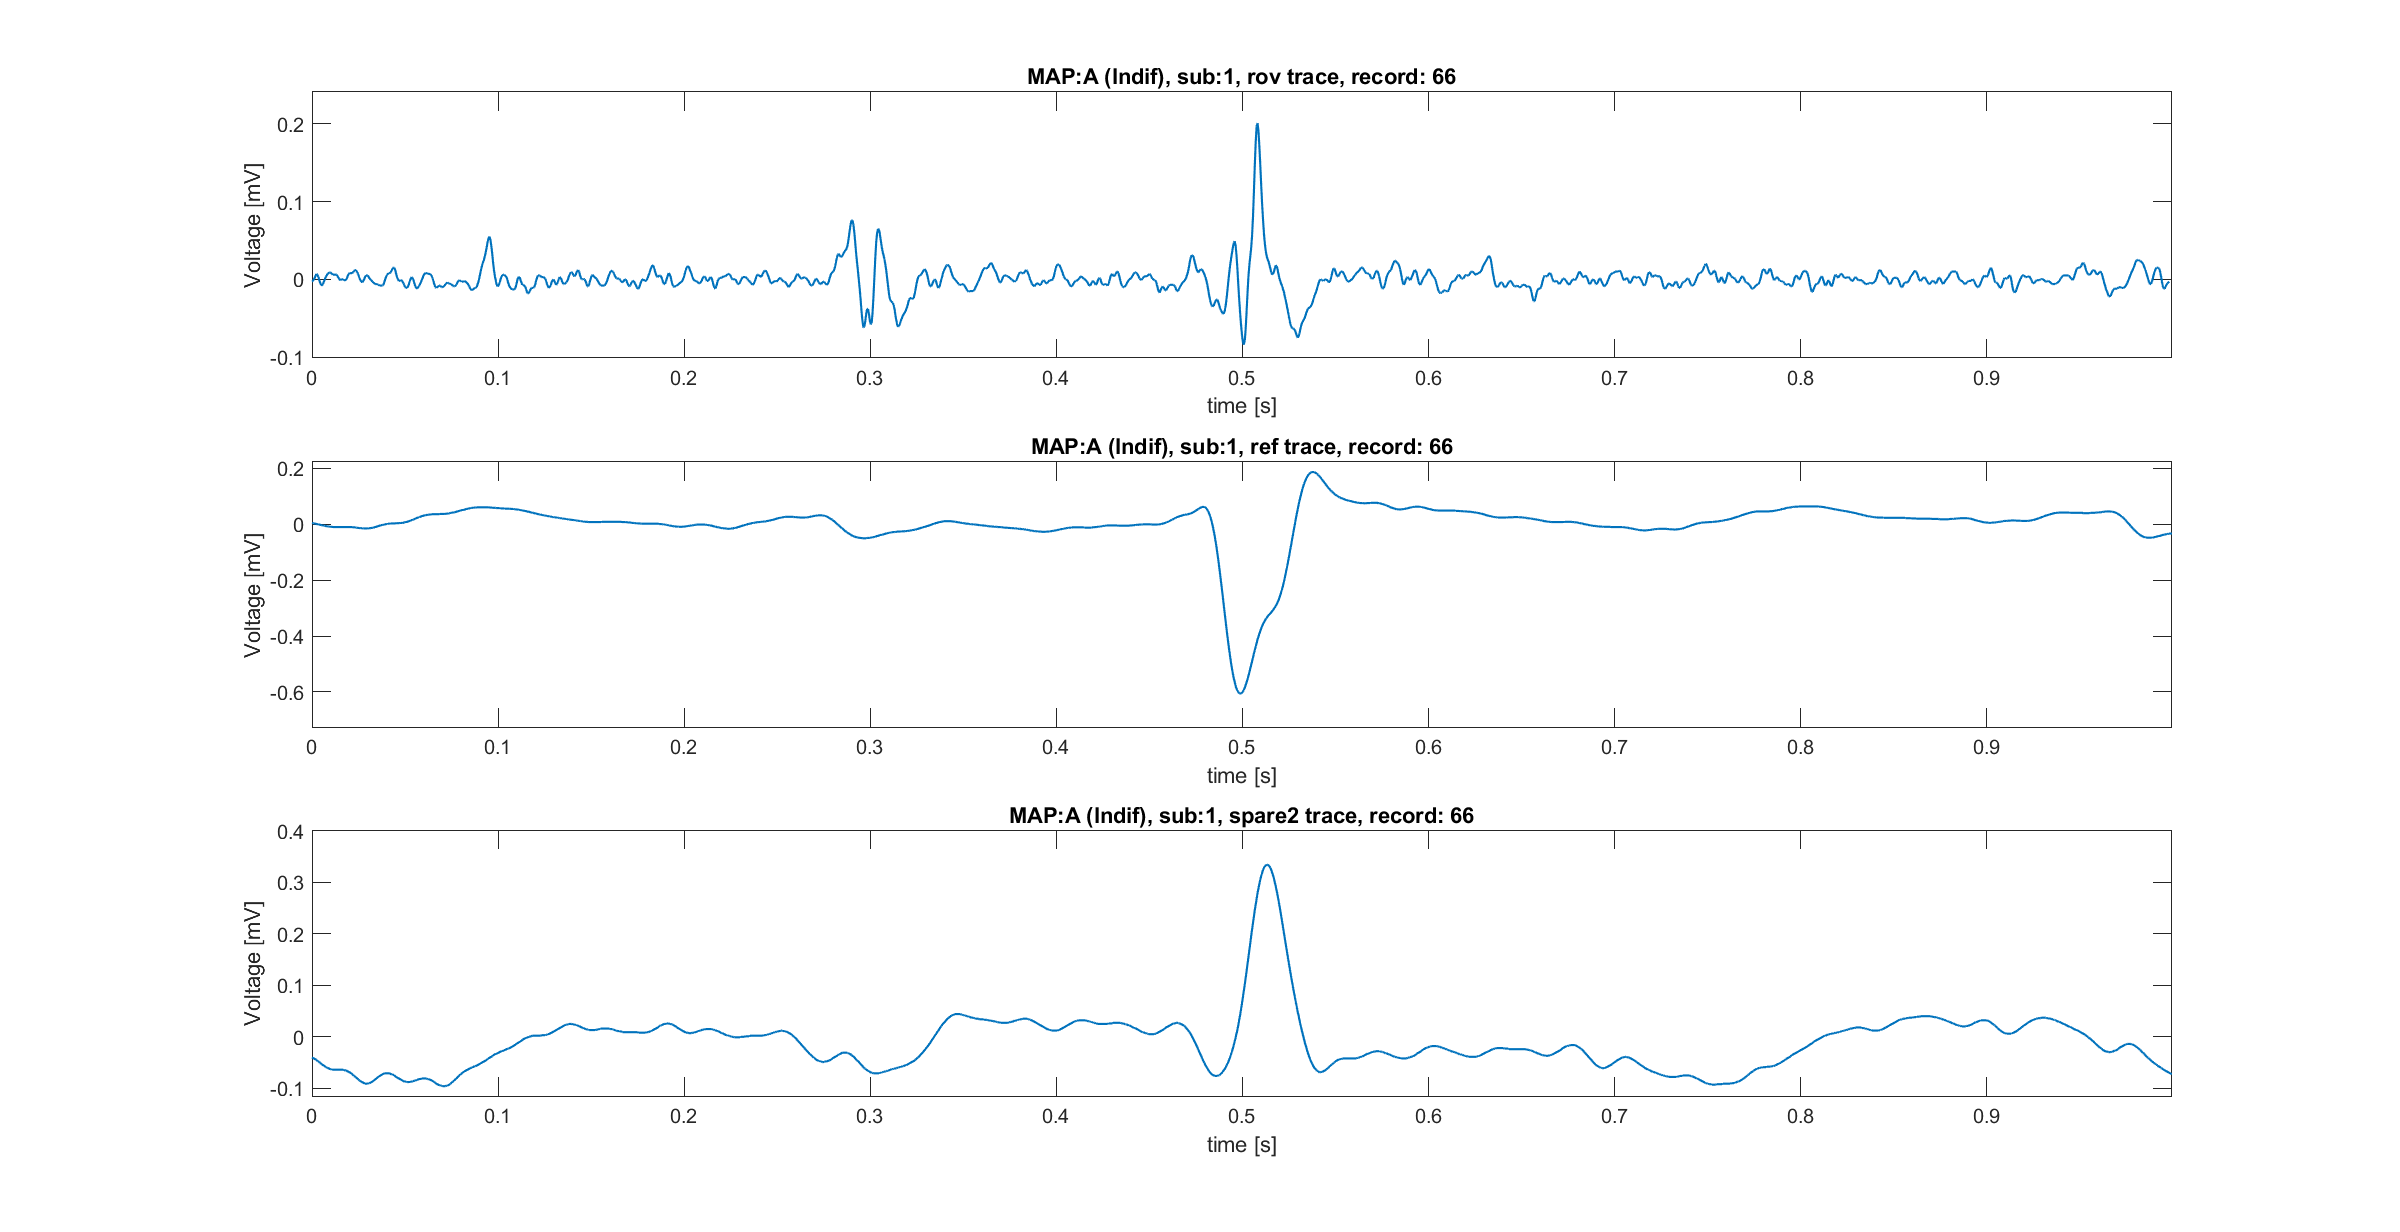 MAP:A (Indif), sub:1, rov trace, record: 66
Voltage [mV]
0.2
0.1
0
-0.1
0 0.1 0.2 0.3 0.4 0.5 0.6 0.7 0.8 0.9
time [s]
MAP:A (Indif), sub:1, ref trace, record: 66
Voltage [mV]
0.2
0
-0.2
-0.4
-0.6
0 0.1 0.2 0.3 0.4 0.5 0.6 0.7 0.8 0.9
time [s]
MAP:A (Indif), sub:1, spare2 trace, record: 66
Voltage [mV]
0.4
0.3
0.2
0.1
0
-0.1
0 0.1 0.2 0.3 0.4 0.5 0.6 0.7 0.8 0.9
time [s]